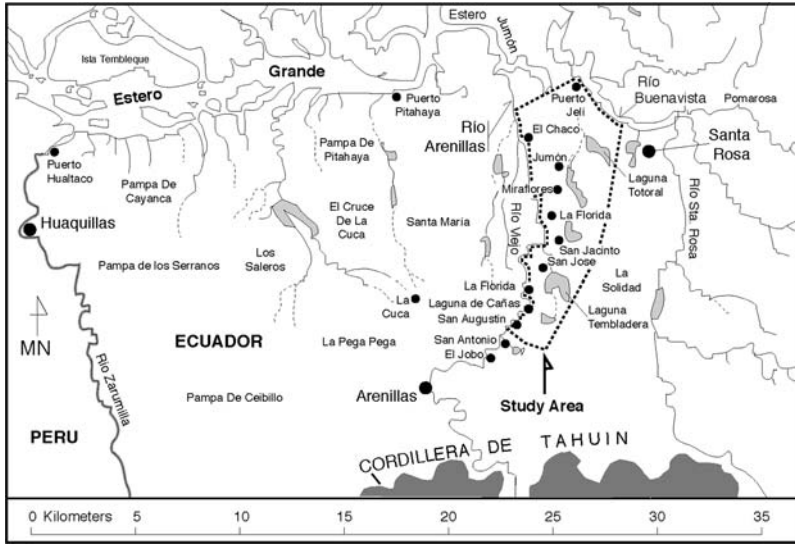 Isla Tembleque
Estero
Grande
Estero
Jumón
Río
Buenavista
Pomarosa
Puerto
Pitahaya
Puerto
Jeli
Río
Arenillas
El Chaco
Santa
Rosa
Puerto
Hualtaco
Pampa De
Cayanca
Pampa De
Pitahaya
Jumón
Laguna
Totoral
Miraflores
Río Sta. Rosa
Huaquillas
El Cruce
De La
Cuca
Santa Maria
Río Viejo
La Florida
San Jacinto
San Jose
Pampa de los Serranos
Los
Saleros
La
Solidad
La Florida
Laguna de Cañas
San Augustin
Laguna
Tembladera
La
Cuca
MN
ECUADOR
La Pega Pega
San Antonio
El Jobo
Río Zarumilla
Pampa De Ceibillo
Arenillas
Study Area
PERU
CORDILLERA DE TAHUIN
0 Kilometers 5 10 15 20 25 30 35